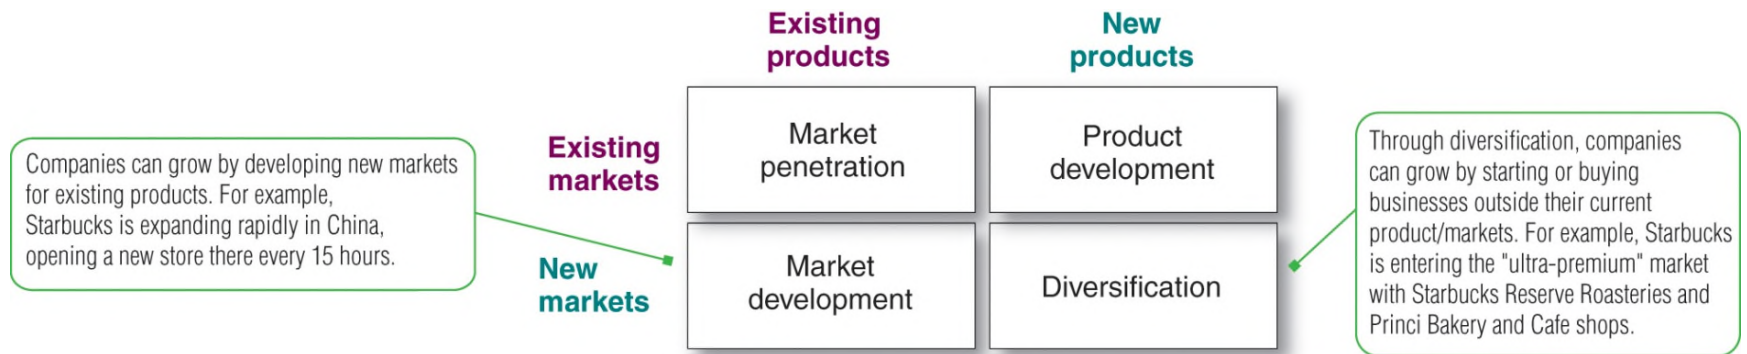 Existing
products
New
products
Existing
markets
Market
penetration
Product
development
New
markets
Market
development
Diversification
Companies can grow by developing new markets
for existing products. For example,
Starbucks is expanding rapidly in China,
opening a new store there every 15 hours.
Through diversification, companies
can grow by starting or buying
businesses outside their current
product/markets. For example, Starbucks
is entering the "ultra-premium" market
with Starbucks Reserve Roasteries and
Princi Bakery and Cafe shops.